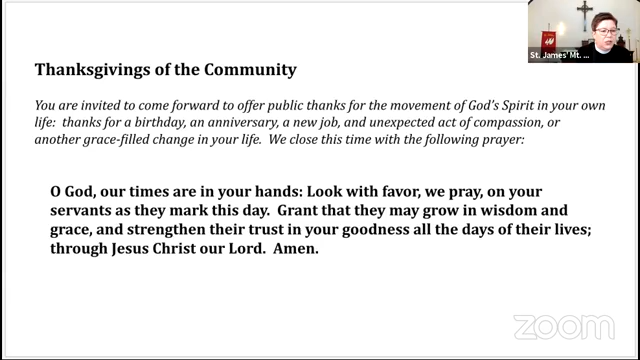 St. James' Mt. ...
Thanksgivings of the Community
You are invited to come forward to offer public thanks for the movement of God's Spirit in your own
life: thanks for a birthday, an anniversary, a new job, and unexpected act of compassion, or
another grace-filled change in your life. We close this time with the following prayer:
O God, our times are in your hands: Look with favor, we pray, on your
servants as they mark this day. Grant that they may grow in wisdom and
grace, and strengthen their trust in your goodness all the days of their lives;
through Jesus Christ our Lord. Amen.
zoom